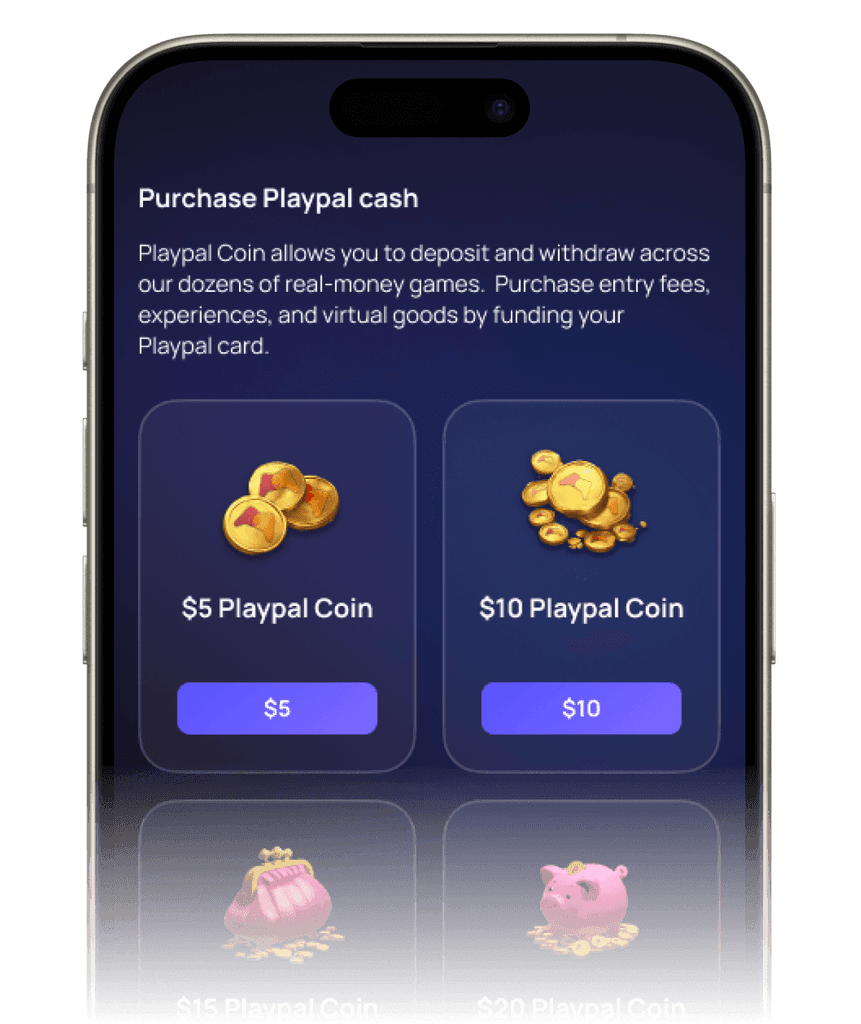 Purchase Playpal cash
Playpal Coin allows you to deposit and withdraw across
our dozens of real-money games. Purchase entry fees,
experiences, and virtual goods by funding your
Playpal card.
$5 Playpal Coin
$10 Playpal Coin
$5
$10
$15 Playpal Coin
$20 Playpal Coin